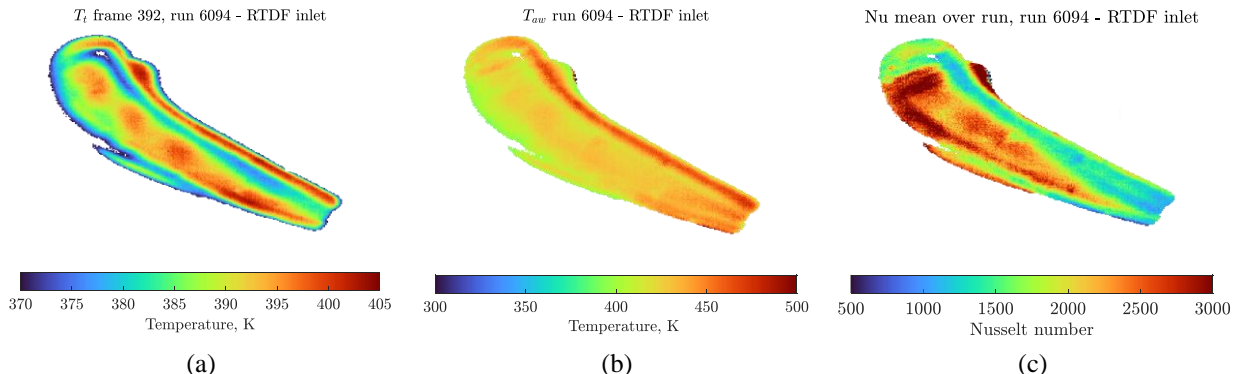 T_t frame 392, run 6094 - RTDF inlet
T_aw run 6094 - RTDF inlet
Nu mean over run, run 6094 - RTDF inlet
370 375 380 385 390 395 400 405
Temperature, K
300 350 400 450 500
Temperature, K
500 1000 1500 2000 2500 3000
Nusselt number
(a) (b) (c)